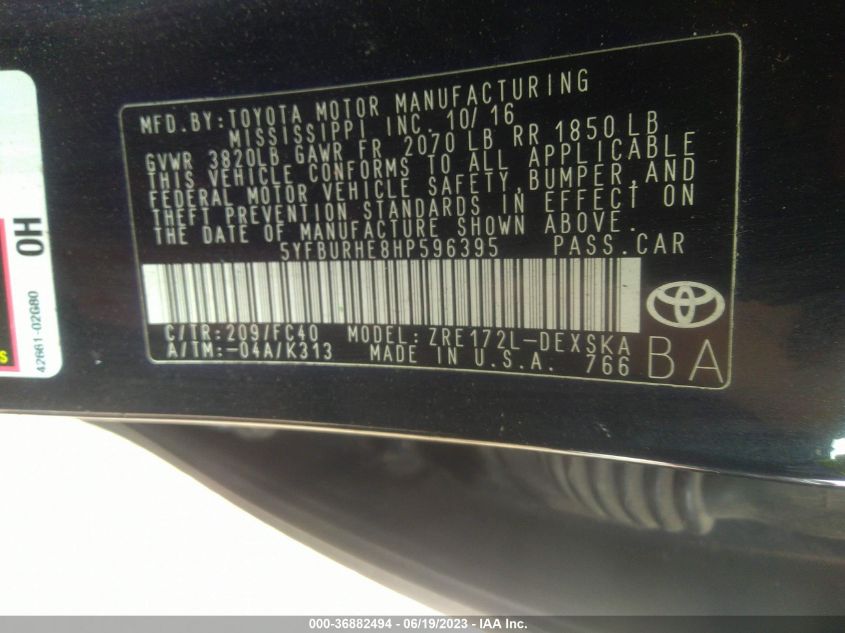 MFD.BY:TOYOTA MOTOR MANUFACTURING
MISSISSIPPI INC. 10/16
GVWR 3820LB GAWR FR 2070 LB RR 1850 LB
THIS VEHICLE CONFORMS TO ALL APPLICABLE
FEDERAL MOTOR VEHICLE SAFETY,BUMPER,AND
THEFT PREVENTION STANDARDS IN EFFECT ON
THE DATE OF MANUFACTURE SHOWN ABOVE.
5YFBURHE8HP596395 PASS.CAR
C/TR:209/FC40 MODEL:ZRE172L-DEXSKA
A/TM:-04A/K313 MADE IN U.S.A. 766
BA
OH
42661-02G80
S
000-36882494 - 06/19/2023 - IAA, Inc.